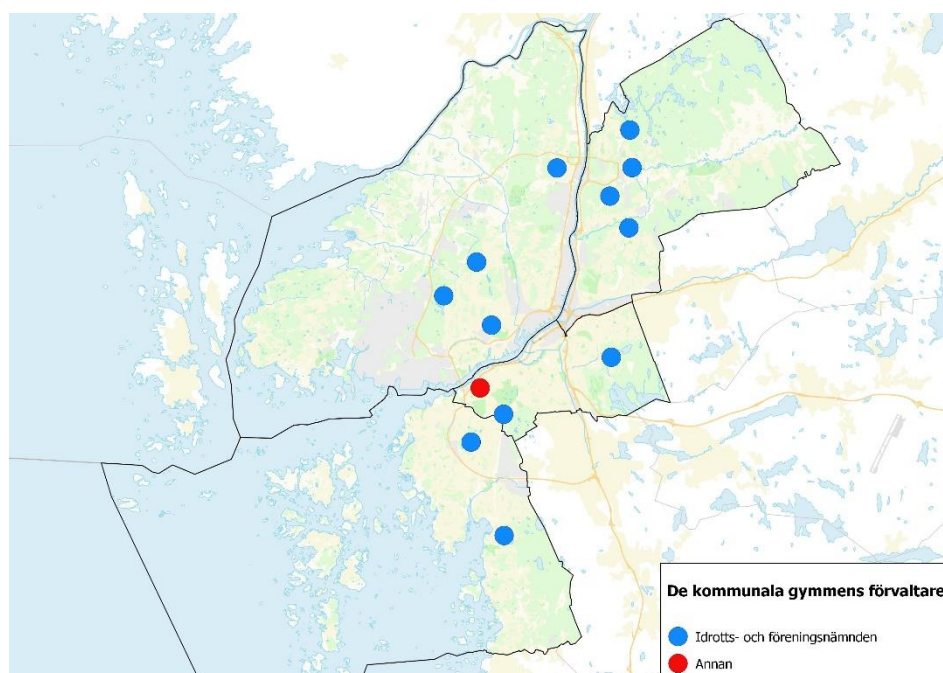 De kommunala gymmens förvaltare
Idrotts- och föreningsnämnden
Annan